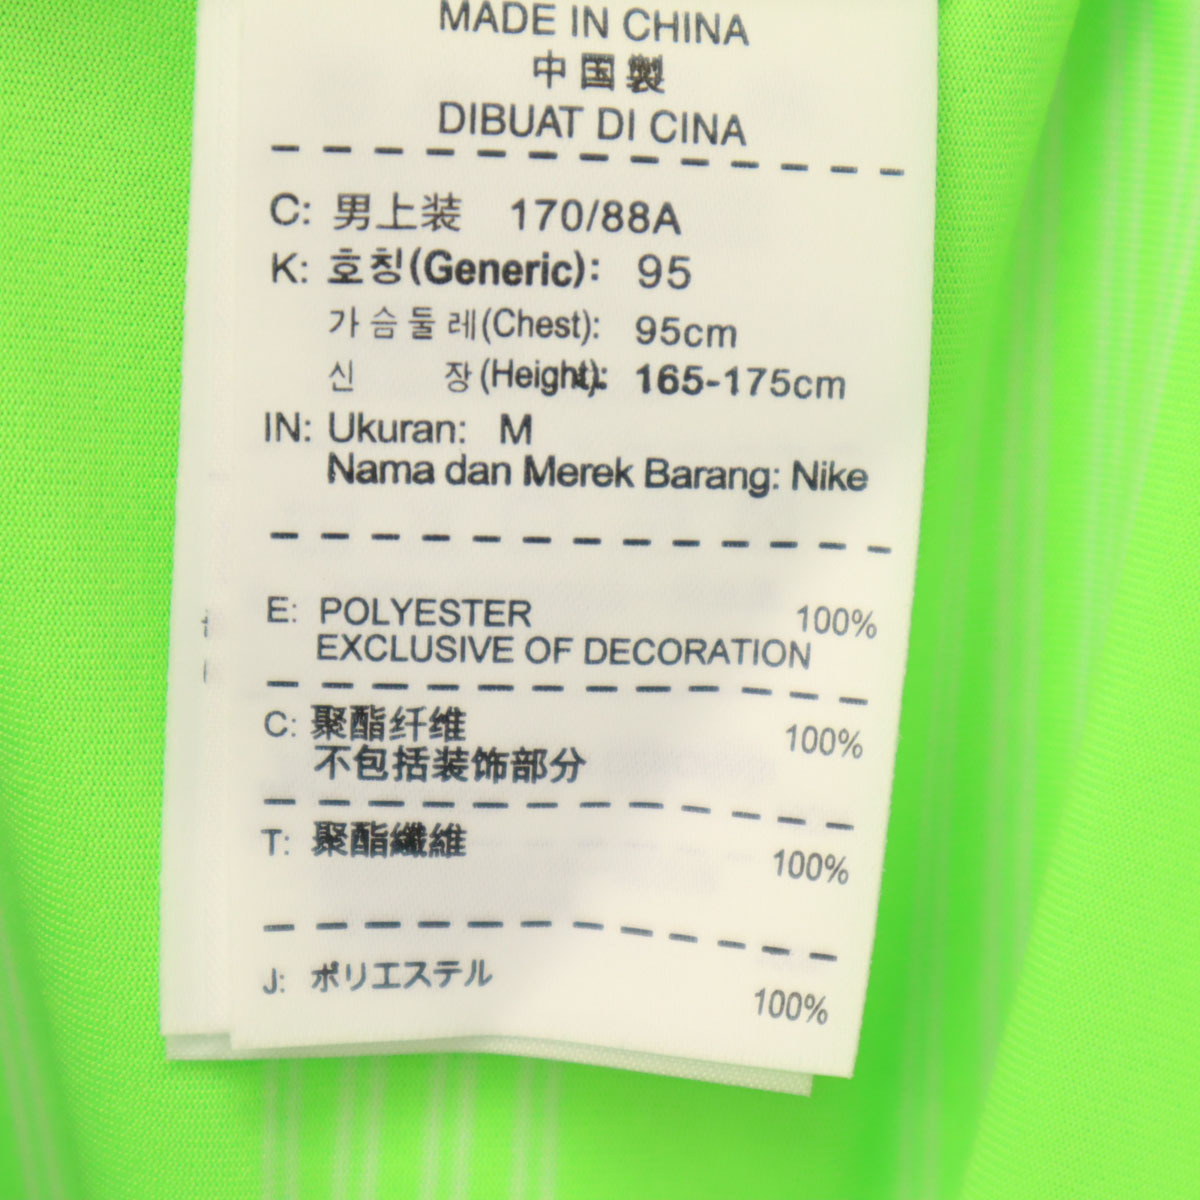 MADE IN CHINA
中国製
DIBUAT DI CINA
C: 男上装 170/88A
K: 호칭(Generic): 95
가슴둘레(Chest): 95cm
신 장(Height): 165-175cm
IN: Ukuran: M
Nama dan Merek Barang: Nike
E: POLYESTER 100%
EXCLUSIVE OF DECORATION
C: 聚酯纤维 100%
不包括装饰部分
T: 聚酯纖維 100%
J: ポリエステル 100%